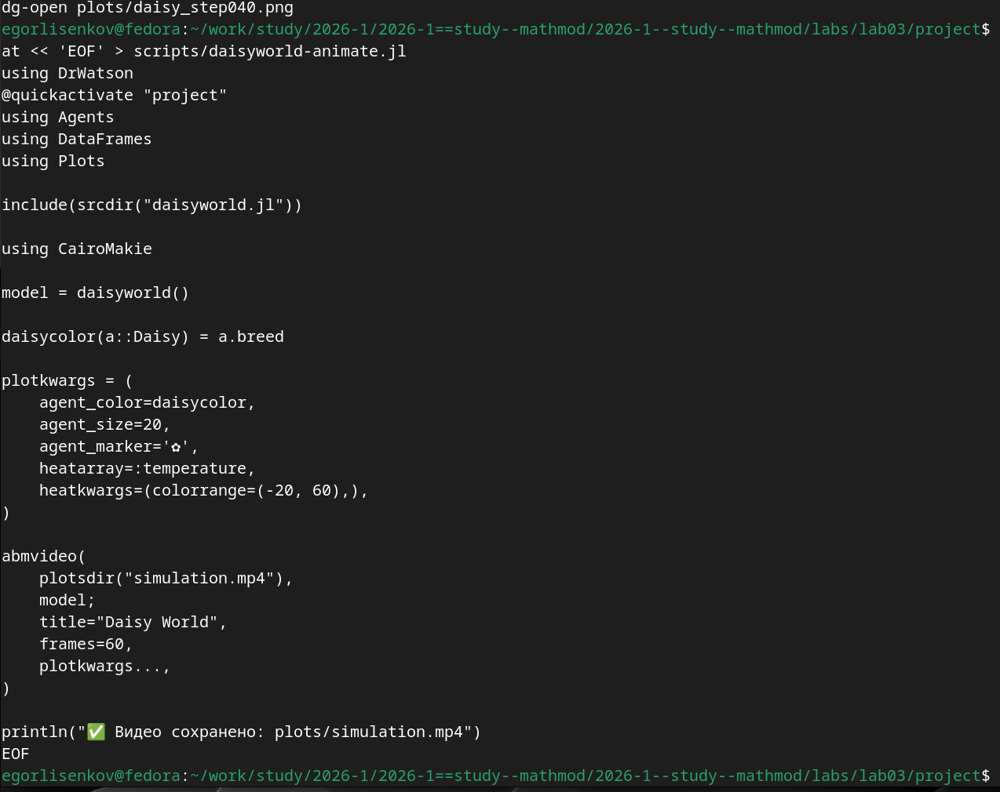 dg-open plots/daisy_step040.png
egorlisenkov@fedora:~/work/study/2026-1/2026-1==study--mathmod/2026-1--study--mathmod/labs/lab03/project$
at << 'EOF' > scripts/daisyworld-animate.jl
using DrWatson
@quickactivate "project"
using Agents
using DataFrames
using Plots
include(srcdir("daisyworld.jl"))
using CairoMakie
model = daisyworld()
daisycolor(a::Daisy) = a.breed
plotkwargs = (
    agent_color=daisycolor,
    agent_size=20,
    agent_marker='✿',
    heatarray=:temperature,
    heatkwargs=(colorrange=(-20, 60),),
)
abmvideo(
    plotsdir("simulation.mp4"),
    model;
    title="Daisy World",
    frames=60,
    plotkwargs...,
)
println("✅ Видео сохранено: plots/simulation.mp4")
EOF
egorlisenkov@fedora:~/work/study/2026-1/2026-1==study--mathmod/2026-1--study--mathmod/labs/lab03/project$